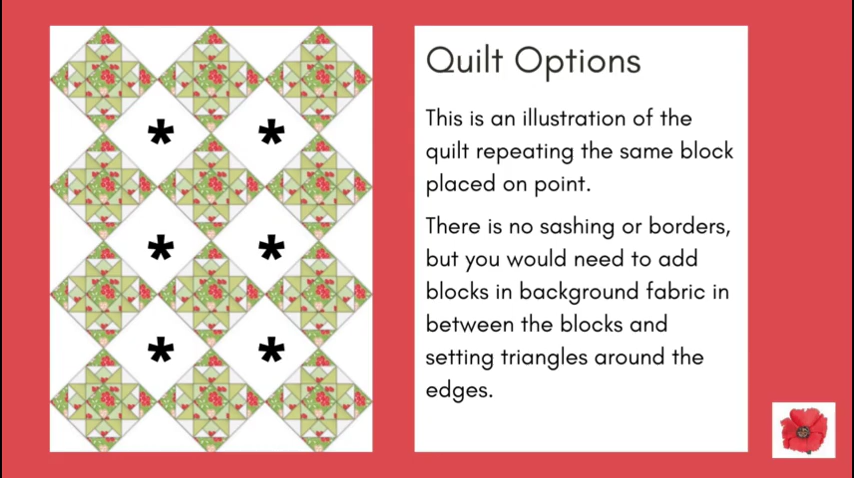 Quilt Options
This is an illustration of the
quilt repeating the same block
placed on point.
There is no sashing or borders,
but you would need to add
blocks in background fabric in
between the blocks and
setting triangles around the
edges.
* *
* *
* *